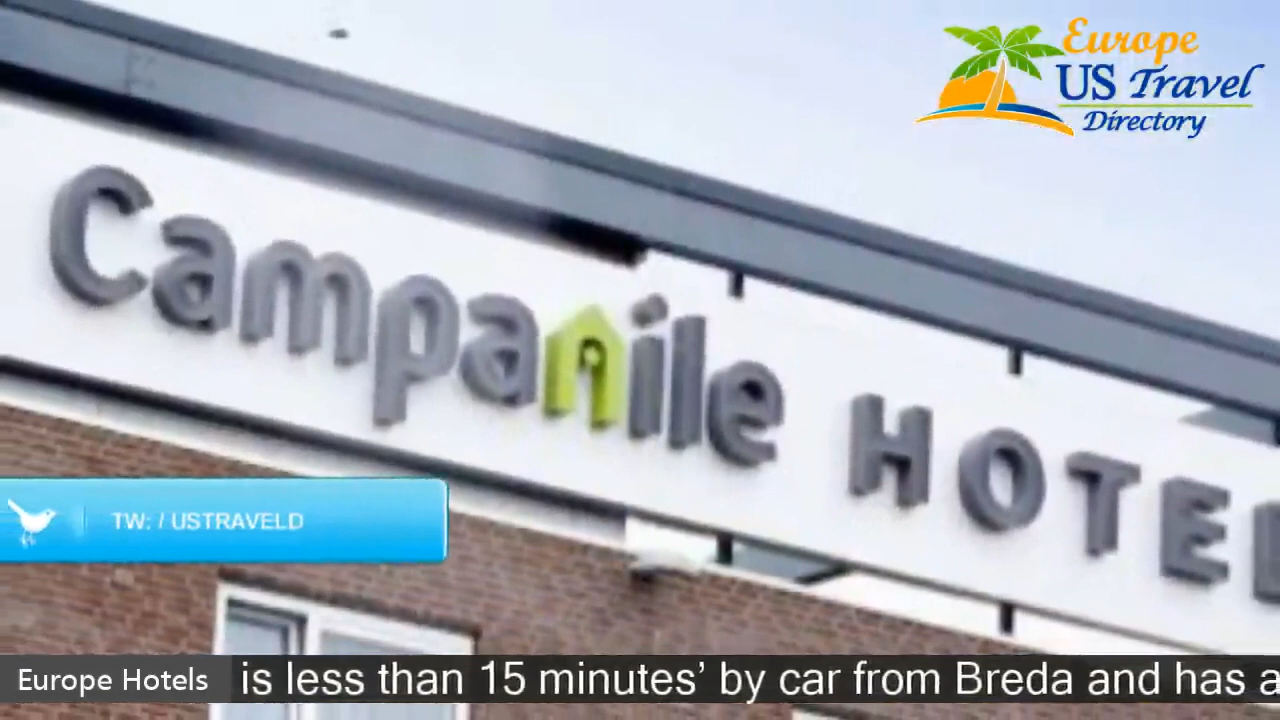 Europe
US Travel
Directory
Campanile HOTEL
TW: / USTRAVELD
Europe Hotels is less than 15 minutes’ by car from Breda and has a